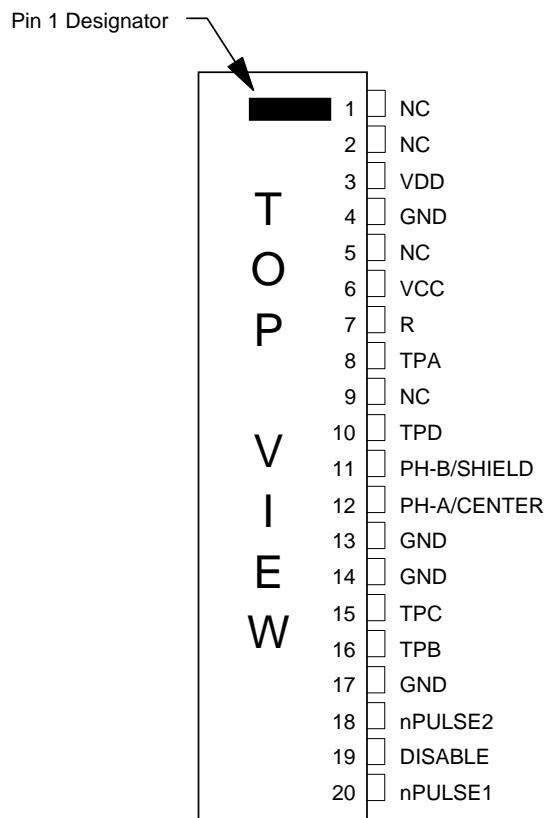 Pin 1 Designator
1 NC
2 NC
3 VDD
4 GND
5 NC
6 VCC
7 R
8 TPA
9 NC
10 TPD
11 PH-B/SHIELD
12 PH-A/CENTER
13 GND
14 GND
15 TPC
16 TPB
17 GND
18 nPULSE2
19 DISABLE
20 nPULSE1
TOP VIEW